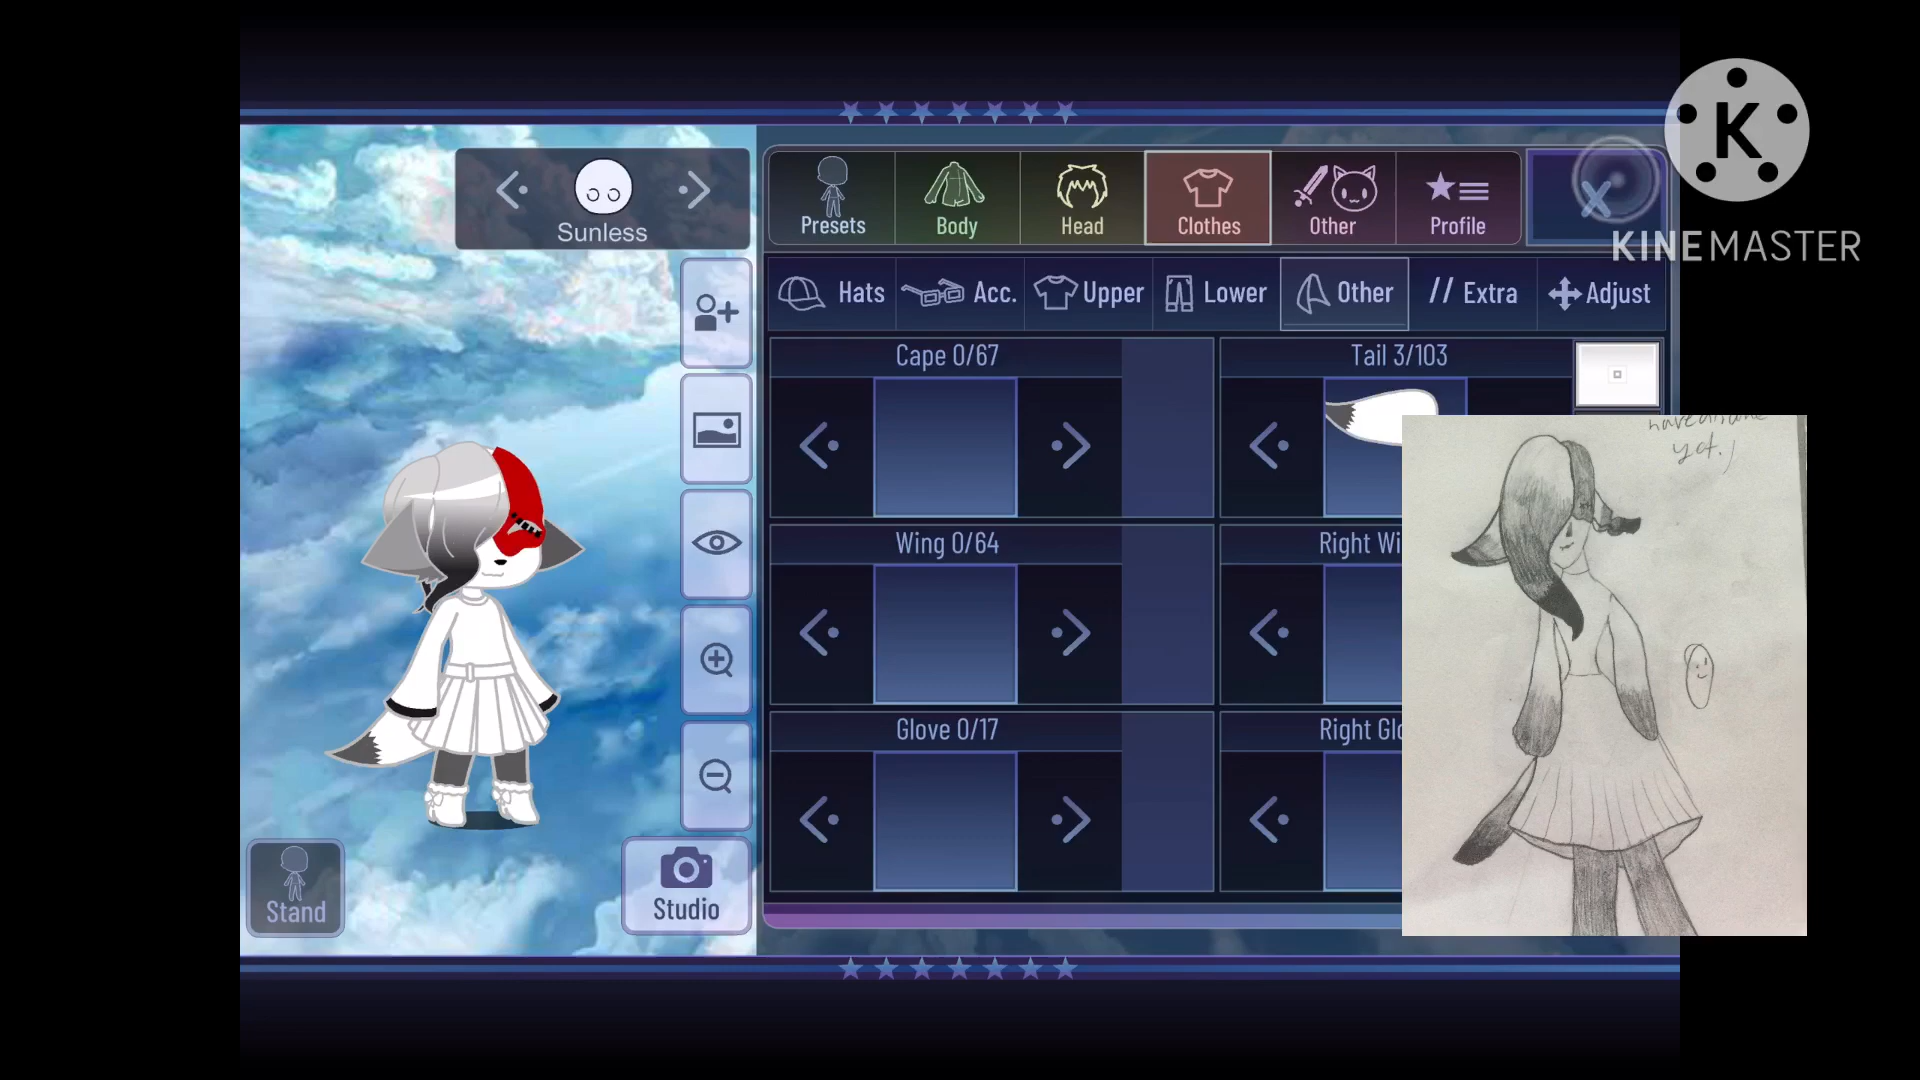 Sunless
Presets
Body
Head
Clothes
Other
Profile
X
K
KINEMASTER
Hats
Acc.
Upper
Lower
Other
Extra
Adjust
Cape 0/67
Tail 3/103
yet.)
Wing 0/64
Right Wi
Glove 0/17
Right Glo
Stand
Studio